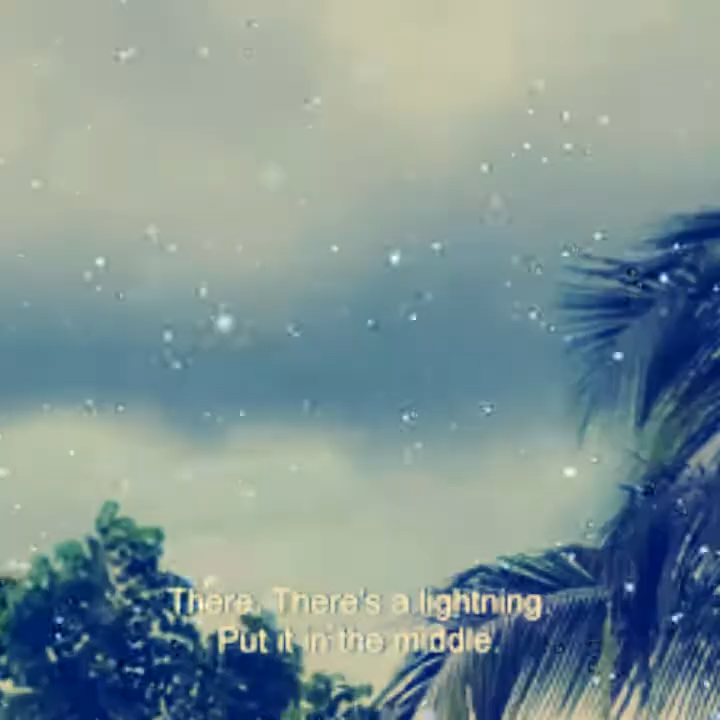 There. There's a lightning.
Put it in the middle.